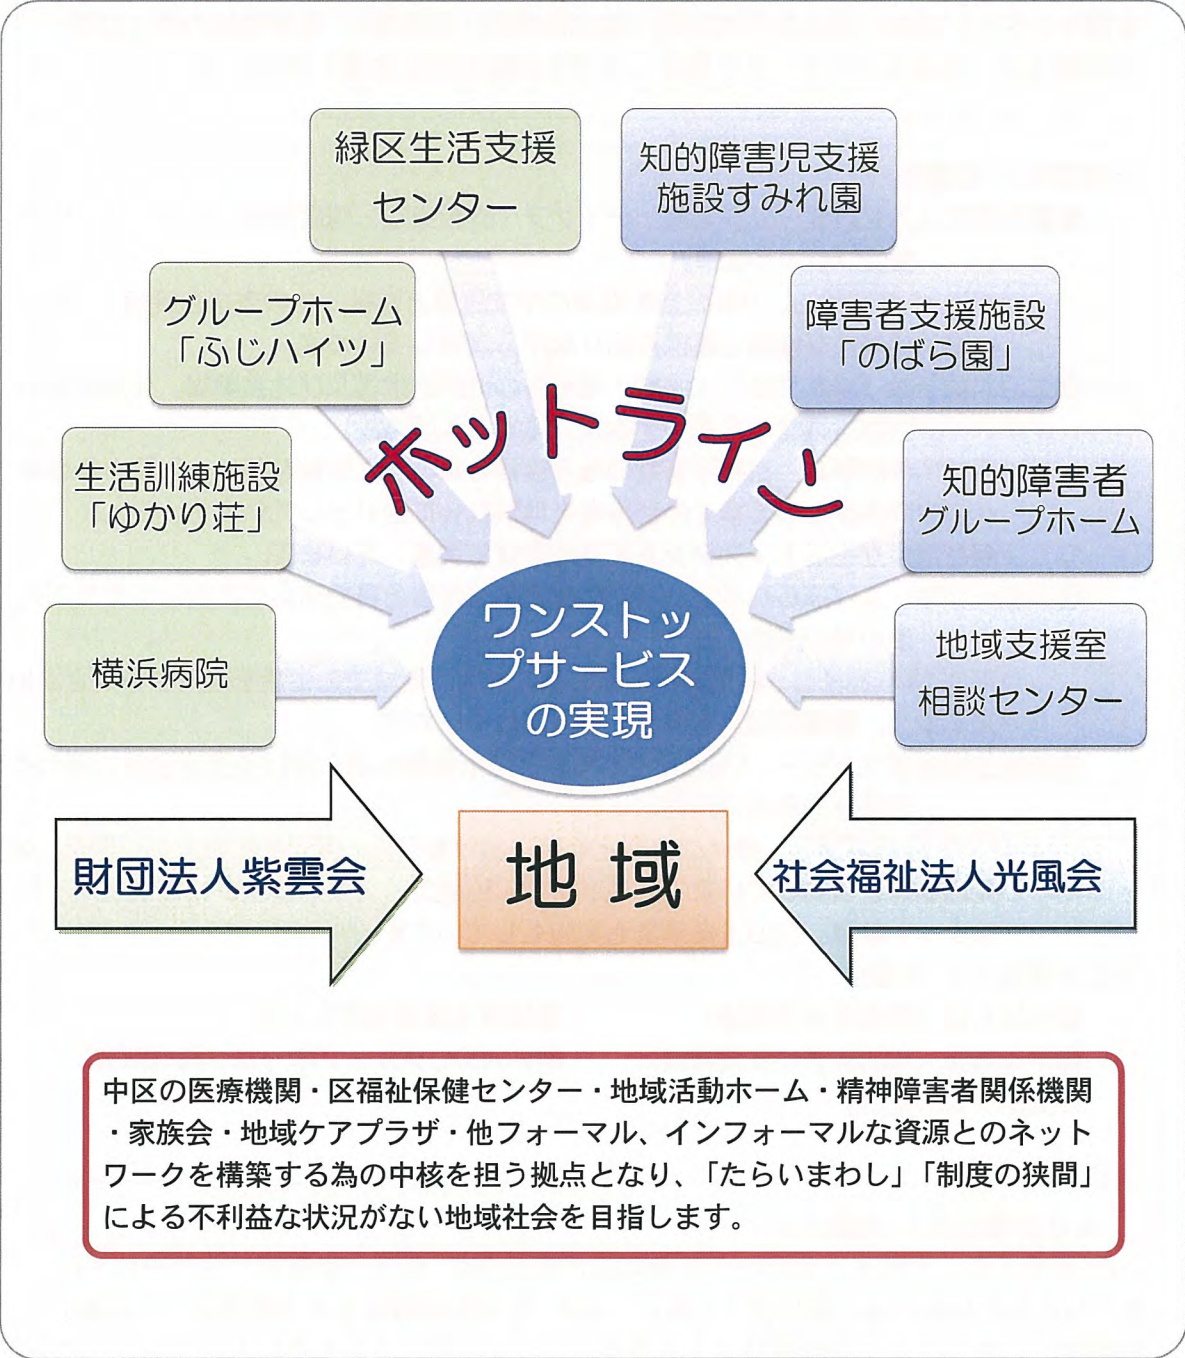 緑区生活支援
センター
知的障害児支援
施設すみれ園
グループホーム
「ふじハイツ」
障害者支援施設
「のばら園」
ホットライン
生活訓練施設
「ゆかり荘」
知的障害者
グループホーム
横浜病院
ワンストッ
プサービス
の実現
地域支援室
相談センター
財団法人紫雲会
地域
社会福祉法人光風会
中区の医療機関・区福祉保健センター・地域活動ホーム・精神障害者関係機関
・家族会・地域ケアプラザ・他フォーマル、インフォーマルな資源とのネット
ワークを構築する為の中核を担う拠点となり、「たらいまわし」「制度の狭間」
による不利益な状況がない地域社会を目指します。